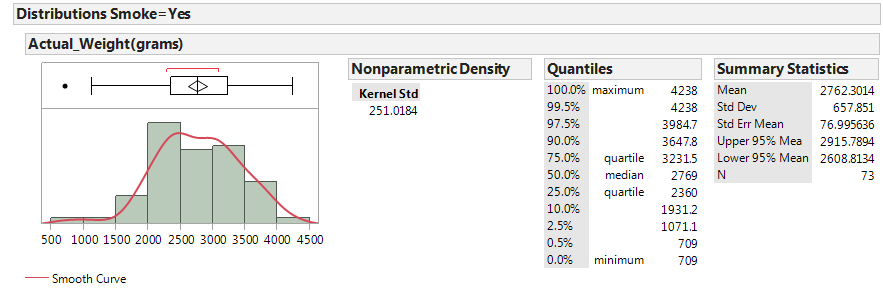 Distributions Smoke=Yes
Actual_Weight(grams)
500 1000 1500 2000 2500 3000 3500 4000 4500
Smooth Curve
Nonparametric Density
Kernel Std
251.0184
Quantiles
100.0% maximum 4238
99.5% 4238
97.5% 3984.7
90.0% 3647.8
75.0% quartile 3231.5
50.0% median 2769
25.0% quartile 2360
10.0% 1931.2
2.5% 1071.1
0.5% 709
0.0% minimum 709
Summary Statistics
Mean 2762.3014
Std Dev 657.851
Std Err Mean 76.995636
Upper 95% Mea 2915.7894
Lower 95% Mean 2608.8134
N 73